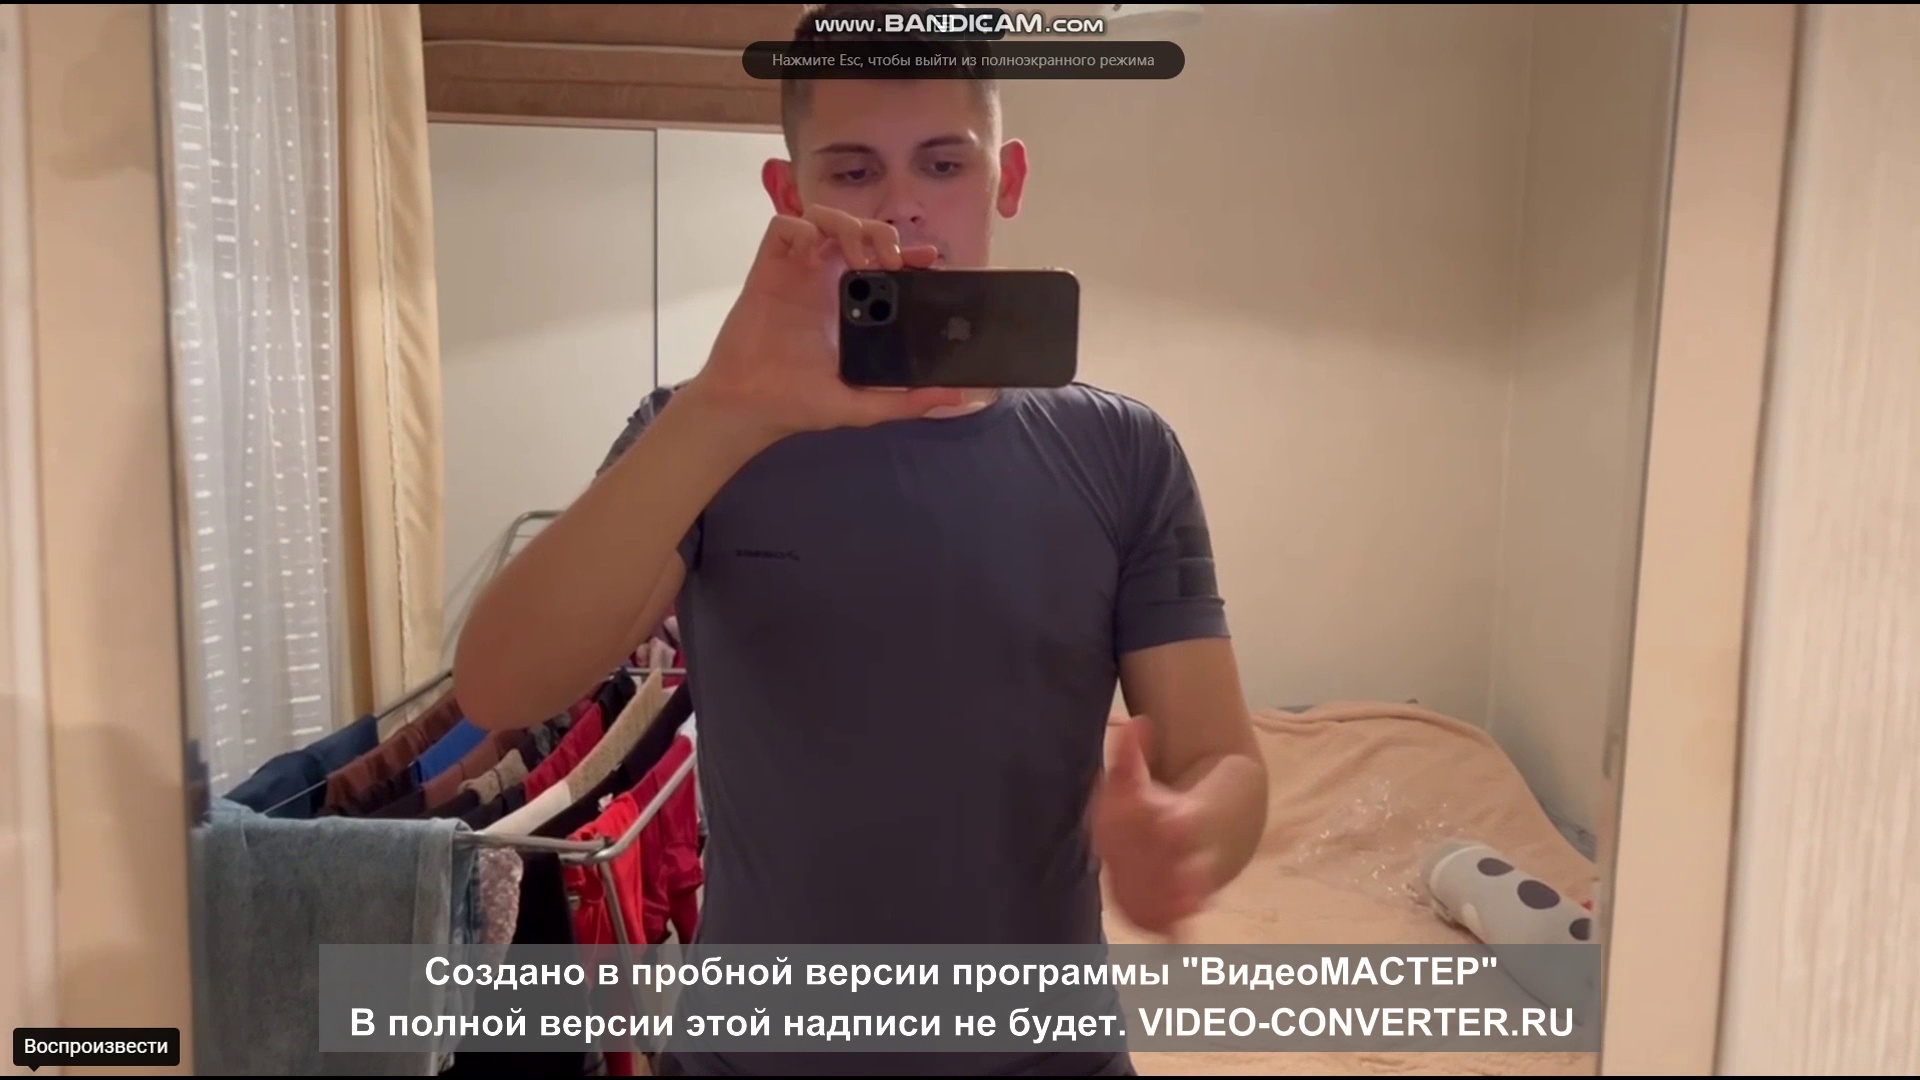 www.BANDICAM.com
Нажмите Esc, чтобы выйти из полноэкранного режима
Создано в пробной версии программы "ВидеоМАСТЕР"
В полной версии этой надписи не будет. VIDEO-CONVERTER.RU
Воспроизвести